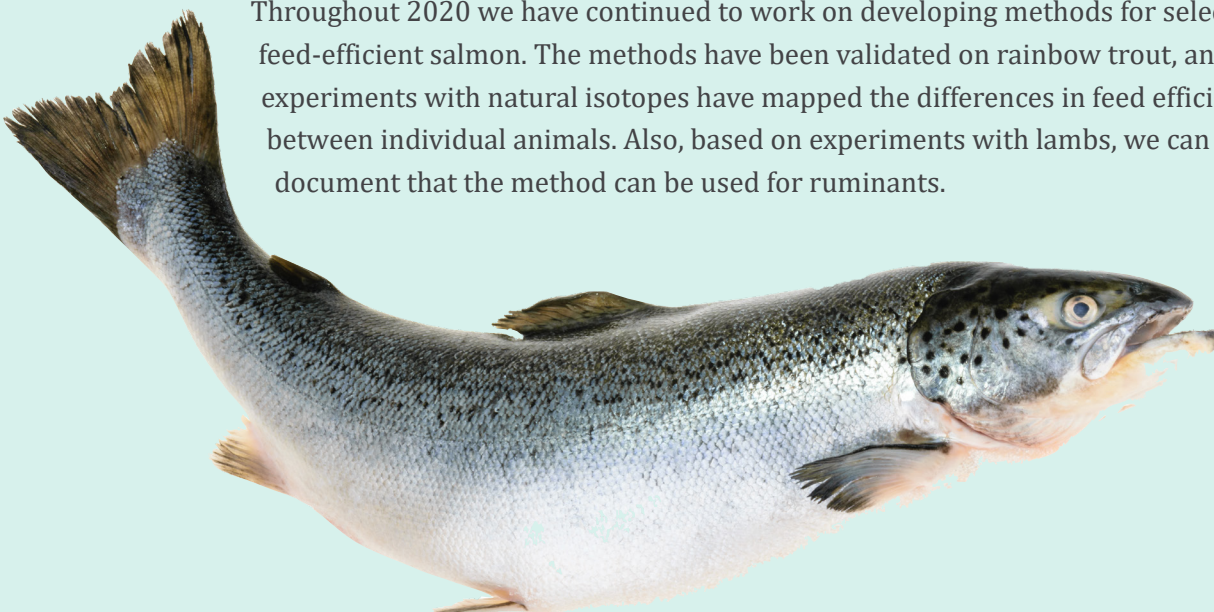 Throughout 2020 we have continued to work on developing methods for
feed-efficient salmon. The methods have been validated on rainbow trout,
experiments with natural isotopes have mapped the differences in feed
between individual animals. Also, based on experiments with lambs, we can
document that the method can be used for ruminants.